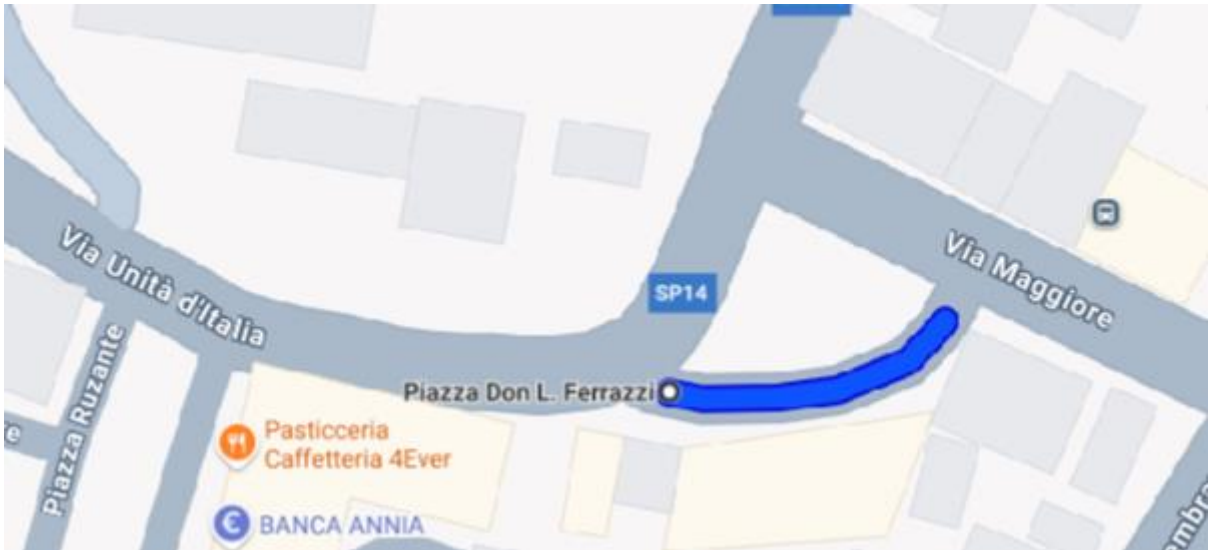 Via Unità d'Italia
SP14
Via Maggiore
Piazza Don L. Ferrazzi
Piazza Ruzante
Pasticceria
Caffetteria 4Ever
BANCA ANNIA